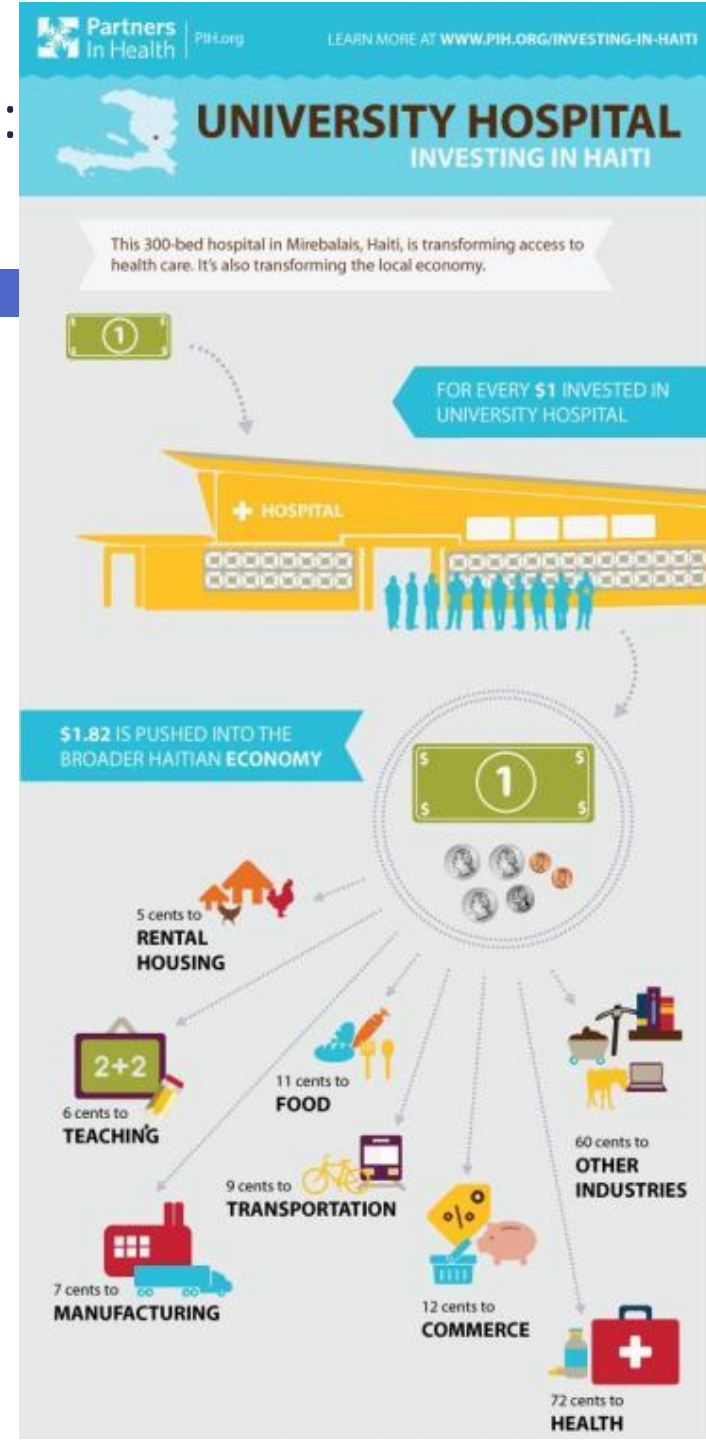 :
Partners
In Health
PIH.org
LEARN MORE AT WWW.PIH.ORG/INVESTING-IN-HAITI
UNIVERSITY HOSPITAL
INVESTING IN HAITI
This 300-bed hospital in Mirebalais, Haiti, is transforming access to
health care. It's also transforming the local economy.
1
FOR EVERY $1 INVESTED IN
UNIVERSITY HOSPITAL
HOSPITAL
$1.82 IS PUSHED INTO THE
BROADER HAITIAN ECONOMY
$ $
1
$ $
5 cents to
RENTAL
HOUSING
2+2
6 cents to
TEACHING
11 cents to
FOOD
60 cents to
OTHER
INDUSTRIES
9 cents to
TRANSPORTATION
%
7 cents to
MANUFACTURING
12 cents to
COMMERCE
72 cents to
HEALTH